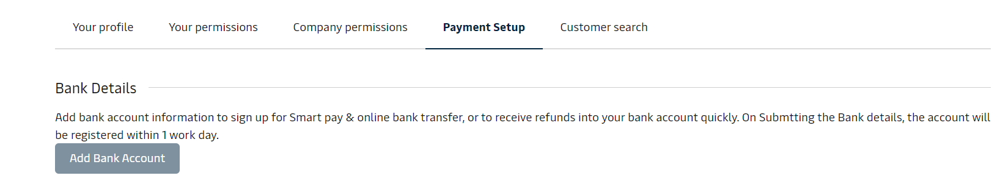 Your profile Your permissions Company permissions Payment Setup Customer search
Bank Details
Add bank account information to sign up for Smart pay & online bank transfer, or to receive refunds into your bank account quickly. On Submtting the Bank details, the account will
be registered within 1 work day.
Add Bank Account